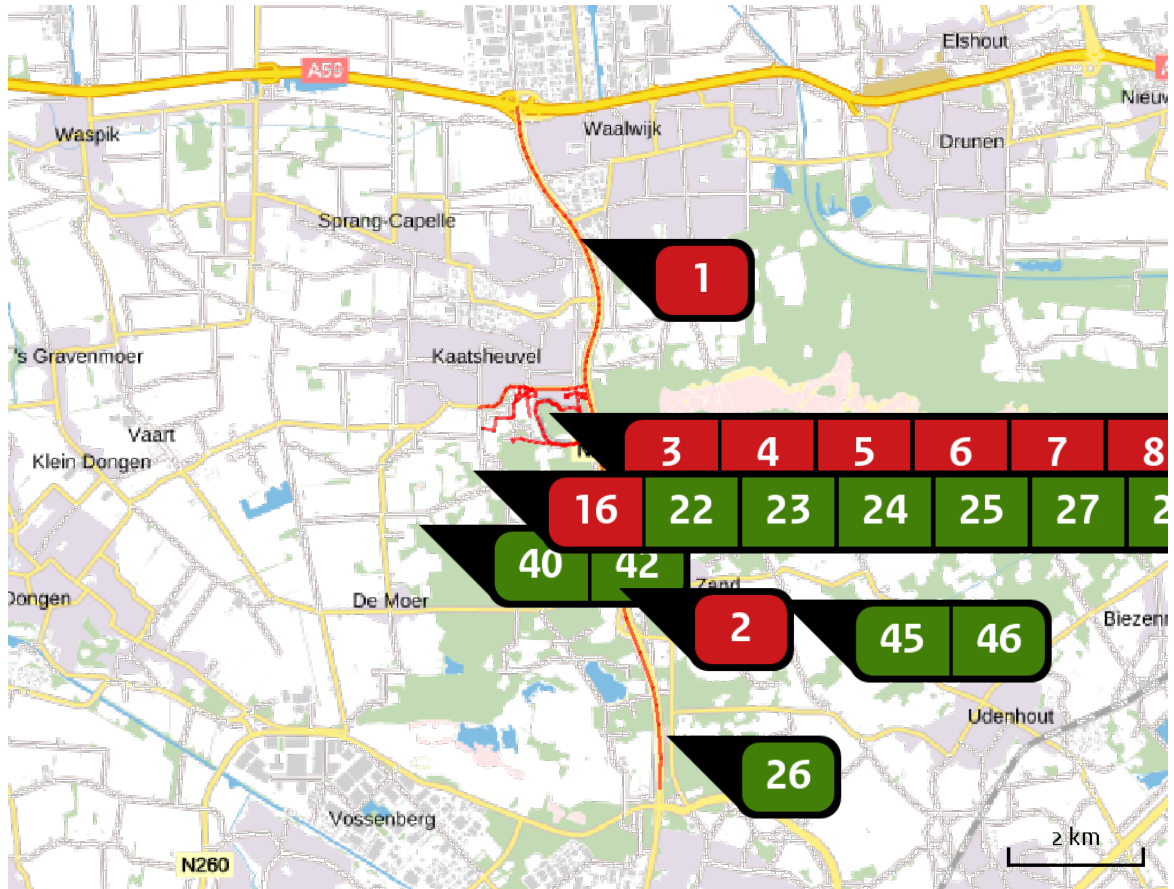 Elshout
A59
Nieuw
Waspik
Waalwijk
Drunen
Sprang-Capelle
1
's Gravenmoer
Kaatsheuvel
Vaart
Klein Dongen
3 4 5 6 7 8
16 22 23 24 25 27 2
40 42
Zand
Dongen
De Moer
2
45 46
Biezenm
Udenhout
26
Vossenberg
2 km
N260